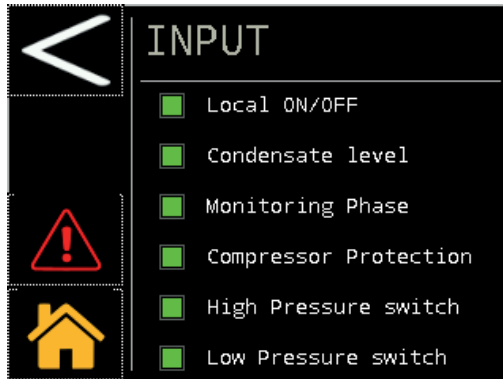 INPUT
Local ON/OFF
Condensate level
Monitoring Phase
Compressor Protection
High Pressure switch
Low Pressure switch